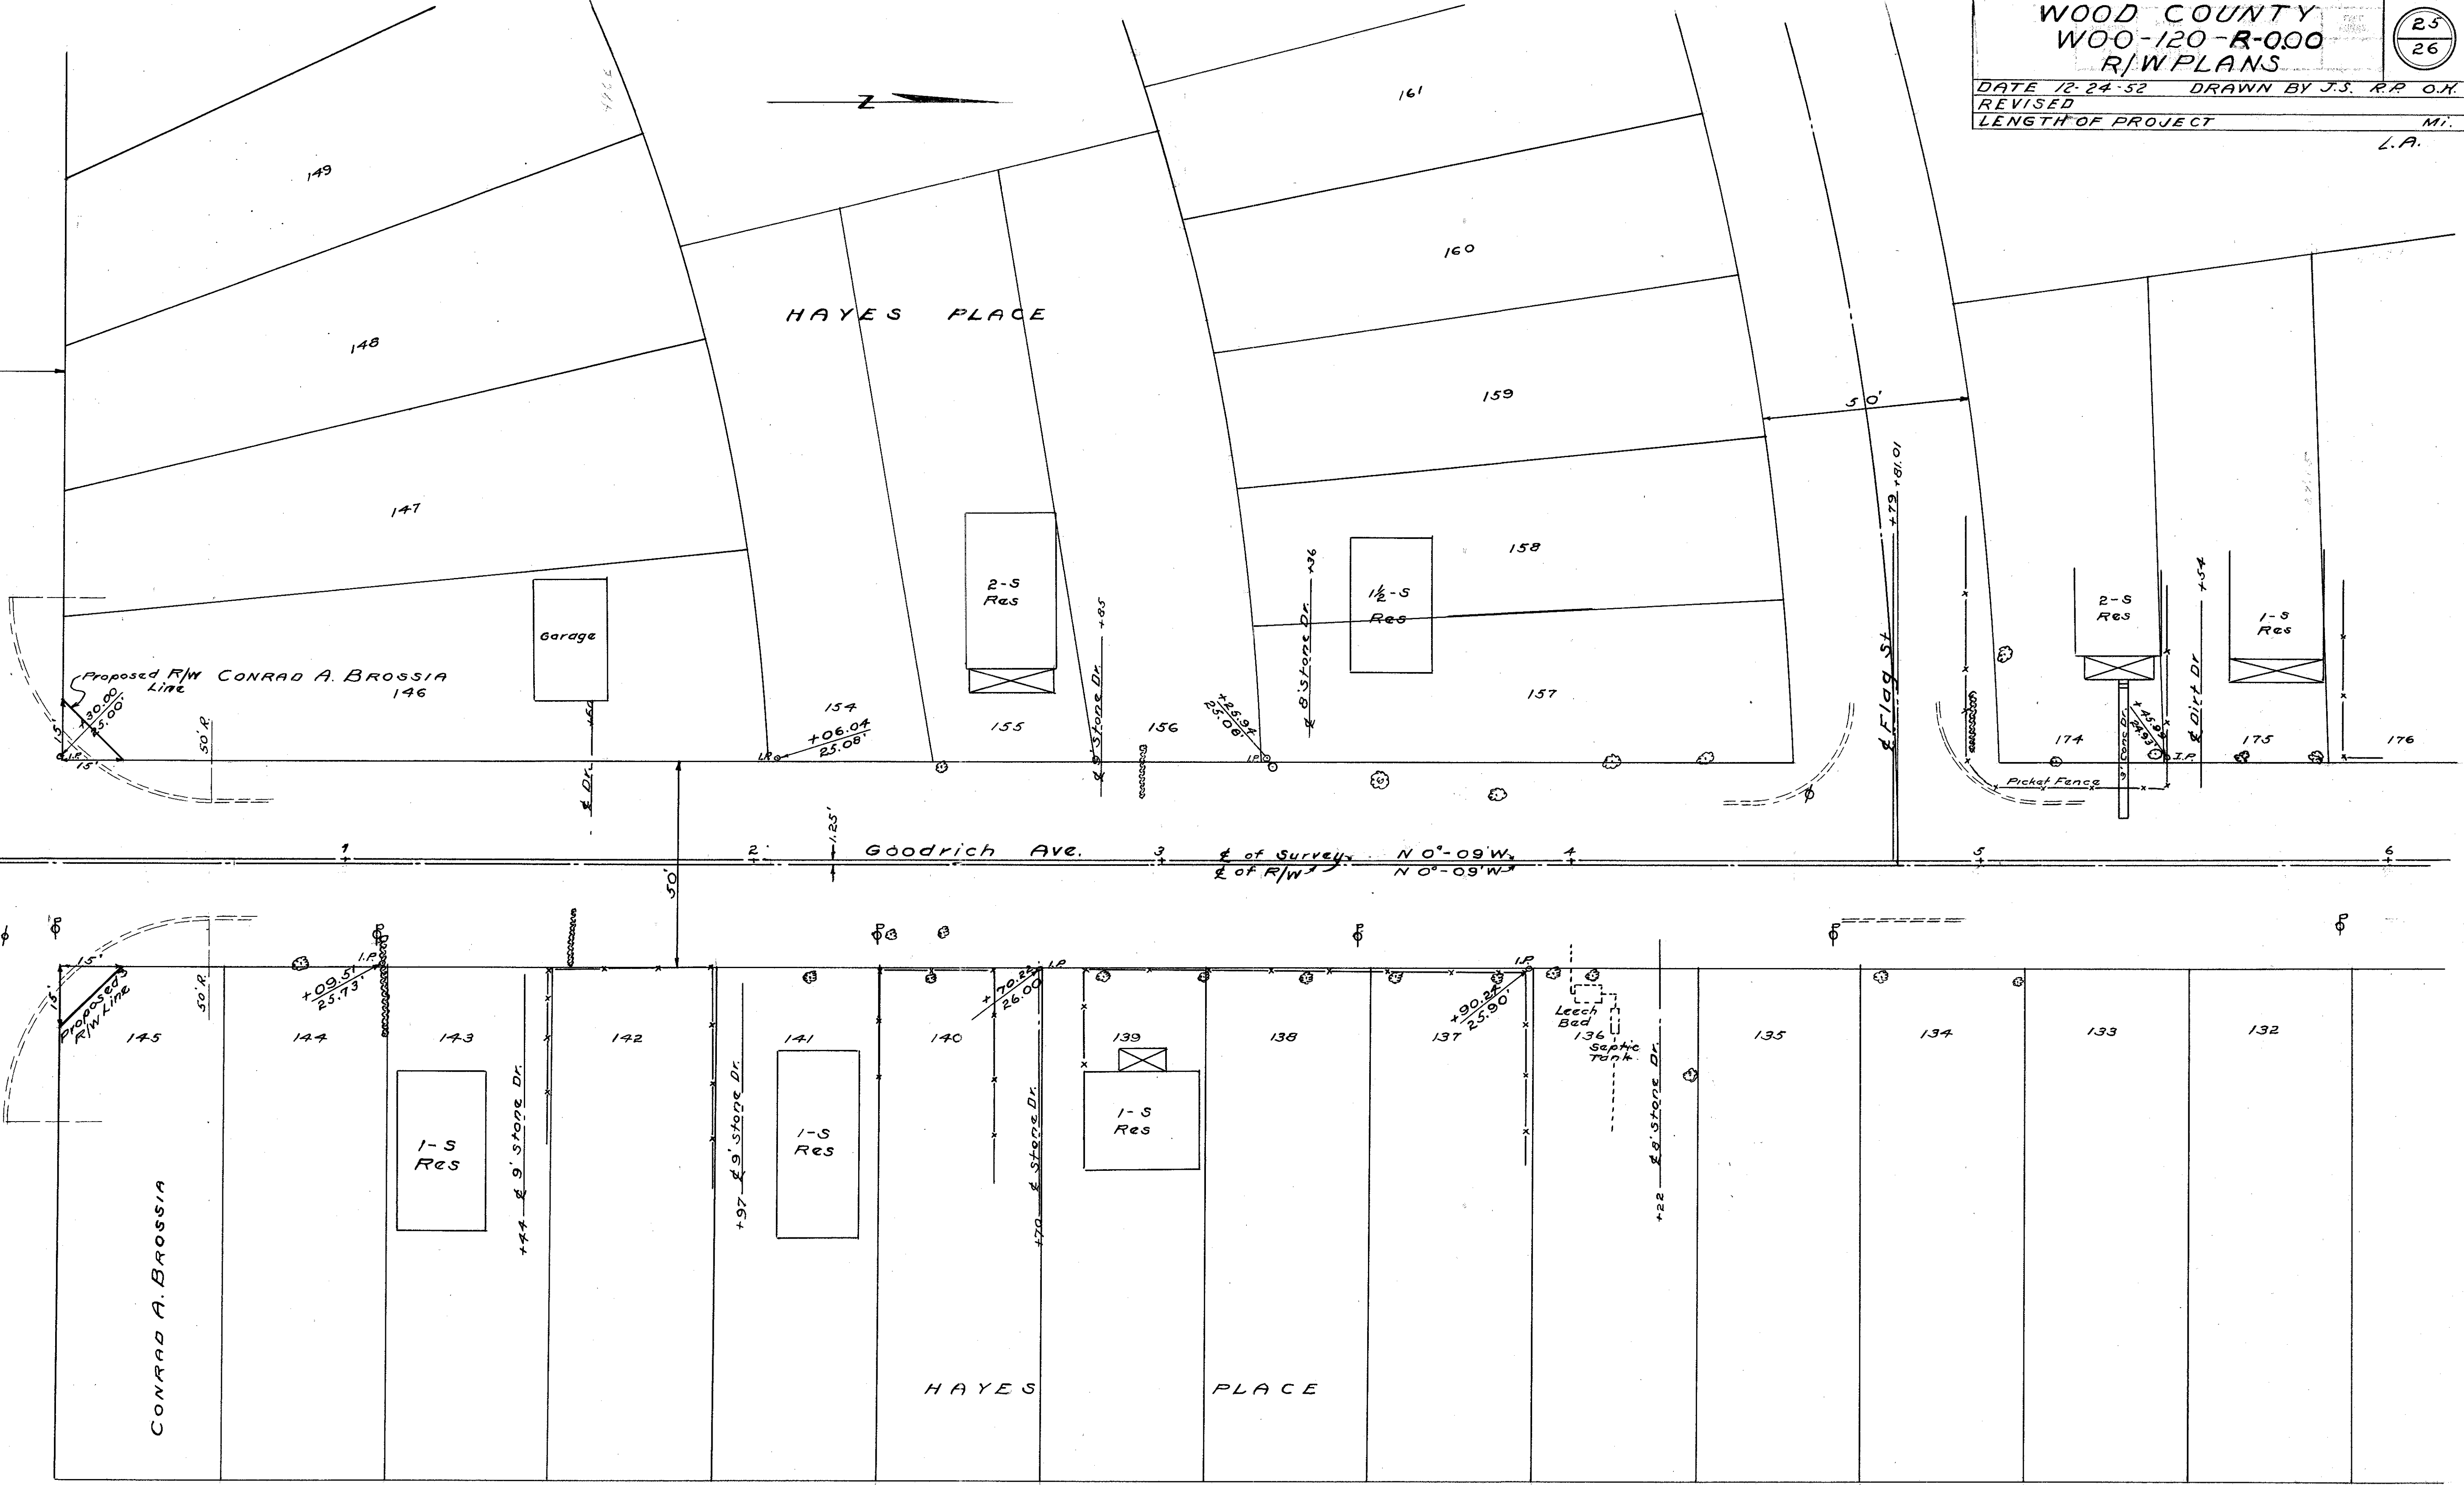 WOOD COUNTY
WOO-120-R-0.00
R/W PLANS
25
26
DATE 12-24-52 DRAWN BY J.S. R.P. O.K.
REVISED
LENGTH OF PROJECT Mi.
L.A.
Z
149
148
147
161
160
159
158
157
HAYES PLACE
50'
Garage
2-S
Res
1½-S
Res
2-S
Res
1-S
Res
Proposed R/W
Line
CONRAD A. BROSSIA
146
+30.00
25.00'
15'
15'
I.P.
50' R.
℄ Dr.
154
+06.04
25.08'
I.P.
155
℄ 9' Stone Dr. +85
156
+25.94
25.08'
I.P.
℄ 8' Stone Dr. +36
℄ Flag St +79 +81.01
174
9' Conc Dr.
I.P.
℄ Dirt Dr +54
175
176
Picket Fence
1
2
1.25'
Goodrich Ave.
3
℄ of Survey N 0°-09'W
℄ of R/W N 0°-09'W
4
5
6
50'
P
P
P
P
P
P
15'
15'
Proposed
R/W Line
50' R.
+09.51
25.73'
I.P.
+70.22
26.00
I.P.
+90.24
25.90'
I.P.
Leech
Bed
Septic
Tank
145
144
143
142
141
140
139
138
137
136
135
134
133
132
1-S
Res
+44 ℄ 9' Stone Dr.
+97 ℄ 9' Stone Dr.
1-S
Res
+70 ℄ Stone Dr.
1-S
Res
+22 ℄ 8' Stone Dr.
CONRAD A. BROSSIA
HAYES PLACE